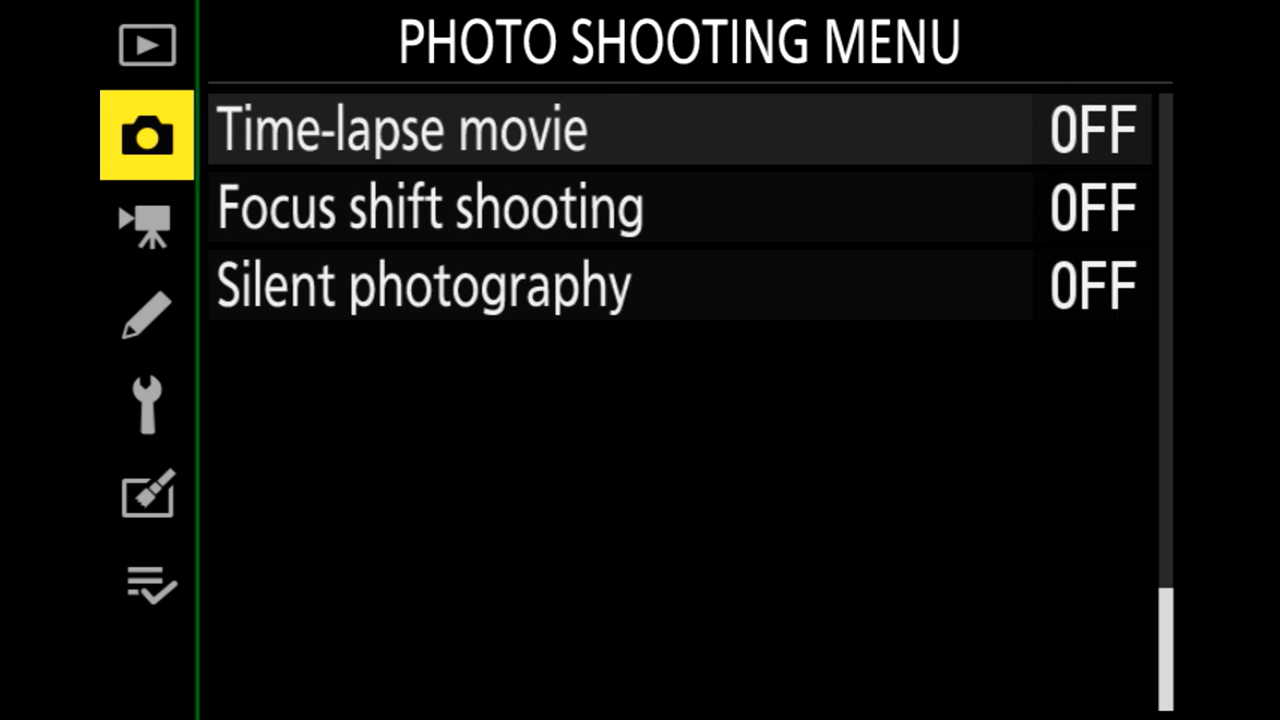 PHOTO SHOOTING MENU
Time-lapse movie OFF
Focus shift shooting OFF
Silent photography OFF